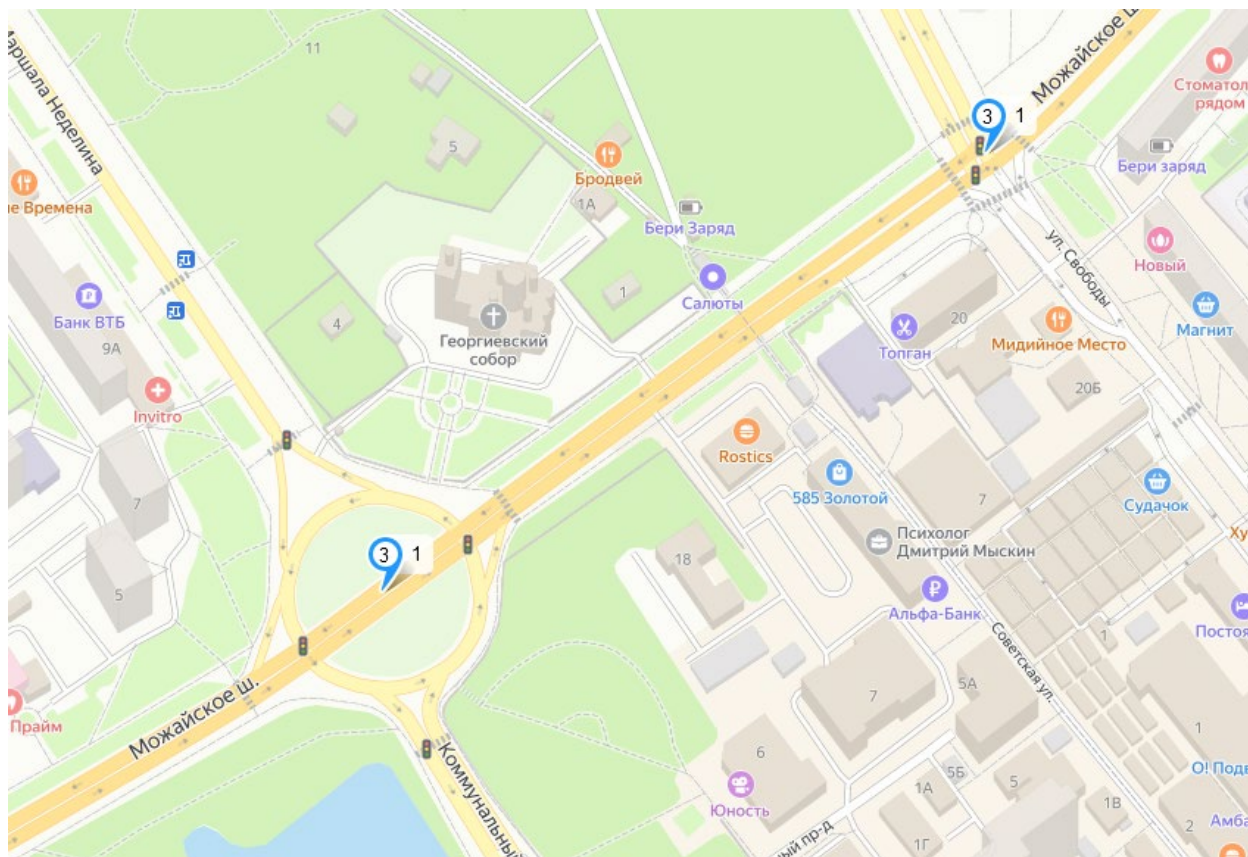 11
Можайское ш.
Маршала Неделина
3
1
Стоматол
рядом
5
Бродвей
Бери заряд
1А
е Времена
Бери Заряд
ул. Свободы
Новый
1
Салюты
Банк ВТБ
9А
4
Георгиевский
собор
20
Топган
Мидийное Место
Магнит
20Б
Invitro
Rostics
585 Золотой
7
Судачок
7
Психолог
Дмитрий Мыскин
Ху
3
1
18
5
Альфа-Банк
Постоя
Советская ул.
1
5А
7
Можайское ш.
Прайм
1
6
Коммунальный
Юность
5Б
5
О! Подв
1А
1В
2
Амба
ный пр-д
1Г